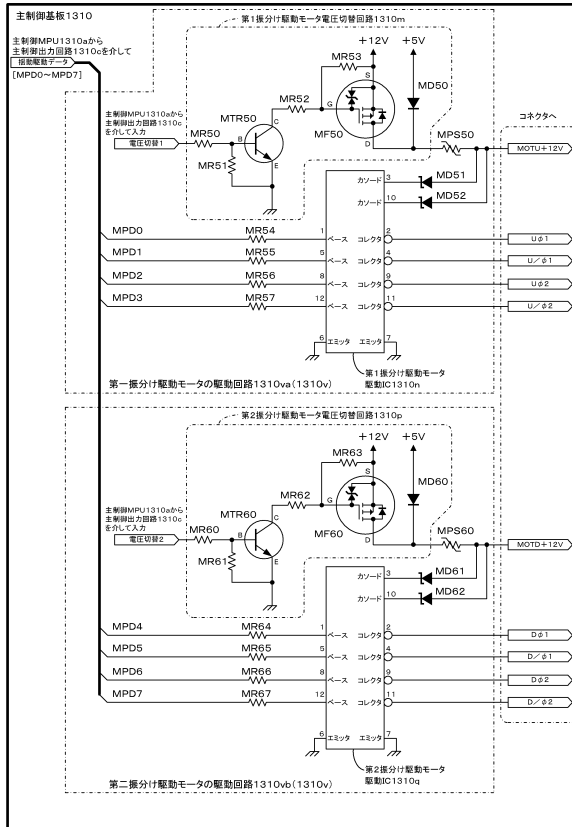 主制御基板1310
主制御MPU1310aから
主制御出力回路1310cを介して
揺動駆動データ
[MPD0～MPD7]
第1振分け駆動モータ電圧切替回路1310m
+12V
+5V
MR53
S
MR52
G
MF50
D
MD50
MPS50
コネクタへ
MOTU+12V
主制御MPU1310aから
主制御出力回路1310c
を介して入力
電圧切替1
MR50
MTR50
B
C
E
MR51
カソード 3
MD51
カソード 10
MD52
MPD0 MR54 1 ベース コレクタ 2 Uφ1
MPD1 MR55 5 ベース コレクタ 4 U/φ1
MPD2 MR56 8 ベース コレクタ 9 Uφ2
MPD3 MR57 12 ベース コレクタ 11 U/φ2
6 エミッタ エミッタ 7
第1振分け駆動モータ
駆動IC1310n
第一振分け駆動モータの駆動回路1310va(1310v)
第2振分け駆動モータ電圧切替回路1310p
+12V
+5V
MR63
S
MR62
G
MF60
D
MD60
MPS60
MOTD+12V
主制御MPU1310aから
主制御出力回路1310c
を介して入力
電圧切替2
MR60
MTR60
B
C
E
MR61
カソード 3
MD61
カソード 10
MD62
MPD4 MR64 1 ベース コレクタ 2 Dφ1
MPD5 MR65 5 ベース コレクタ 4 D/φ1
MPD6 MR66 8 ベース コレクタ 9 Dφ2
MPD7 MR67 12 ベース コレクタ 11 D/φ2
6 エミッタ エミッタ 7
第2振分け駆動モータ
駆動IC1310q
第二振分け駆動モータの駆動回路1310vb(1310v)